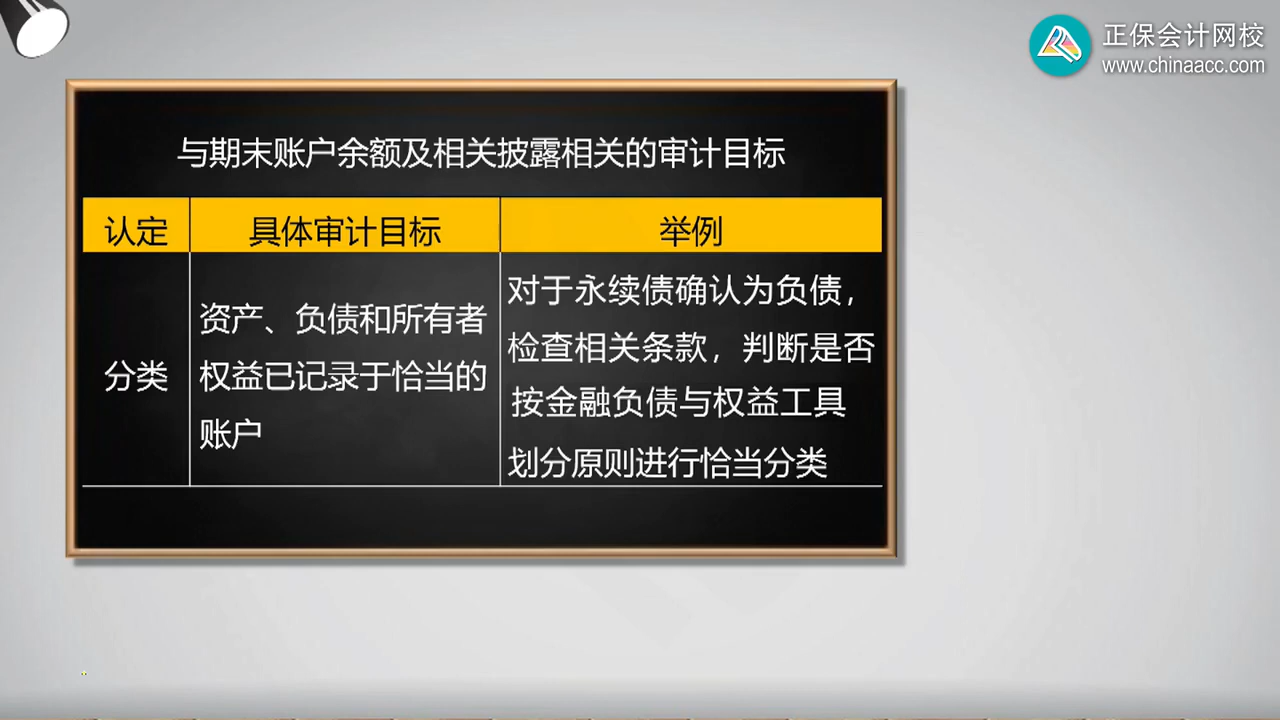 正保会计网校
www.chinaacc.com
与期末账户余额及相关披露相关的审计目标
认定
具体审计目标
举例
分类
资产、负债和所有者
权益已记录于恰当的
账户
对于永续债确认为负债，
检查相关条款，判断是否
按金融负债与权益工具
划分原则进行恰当分类